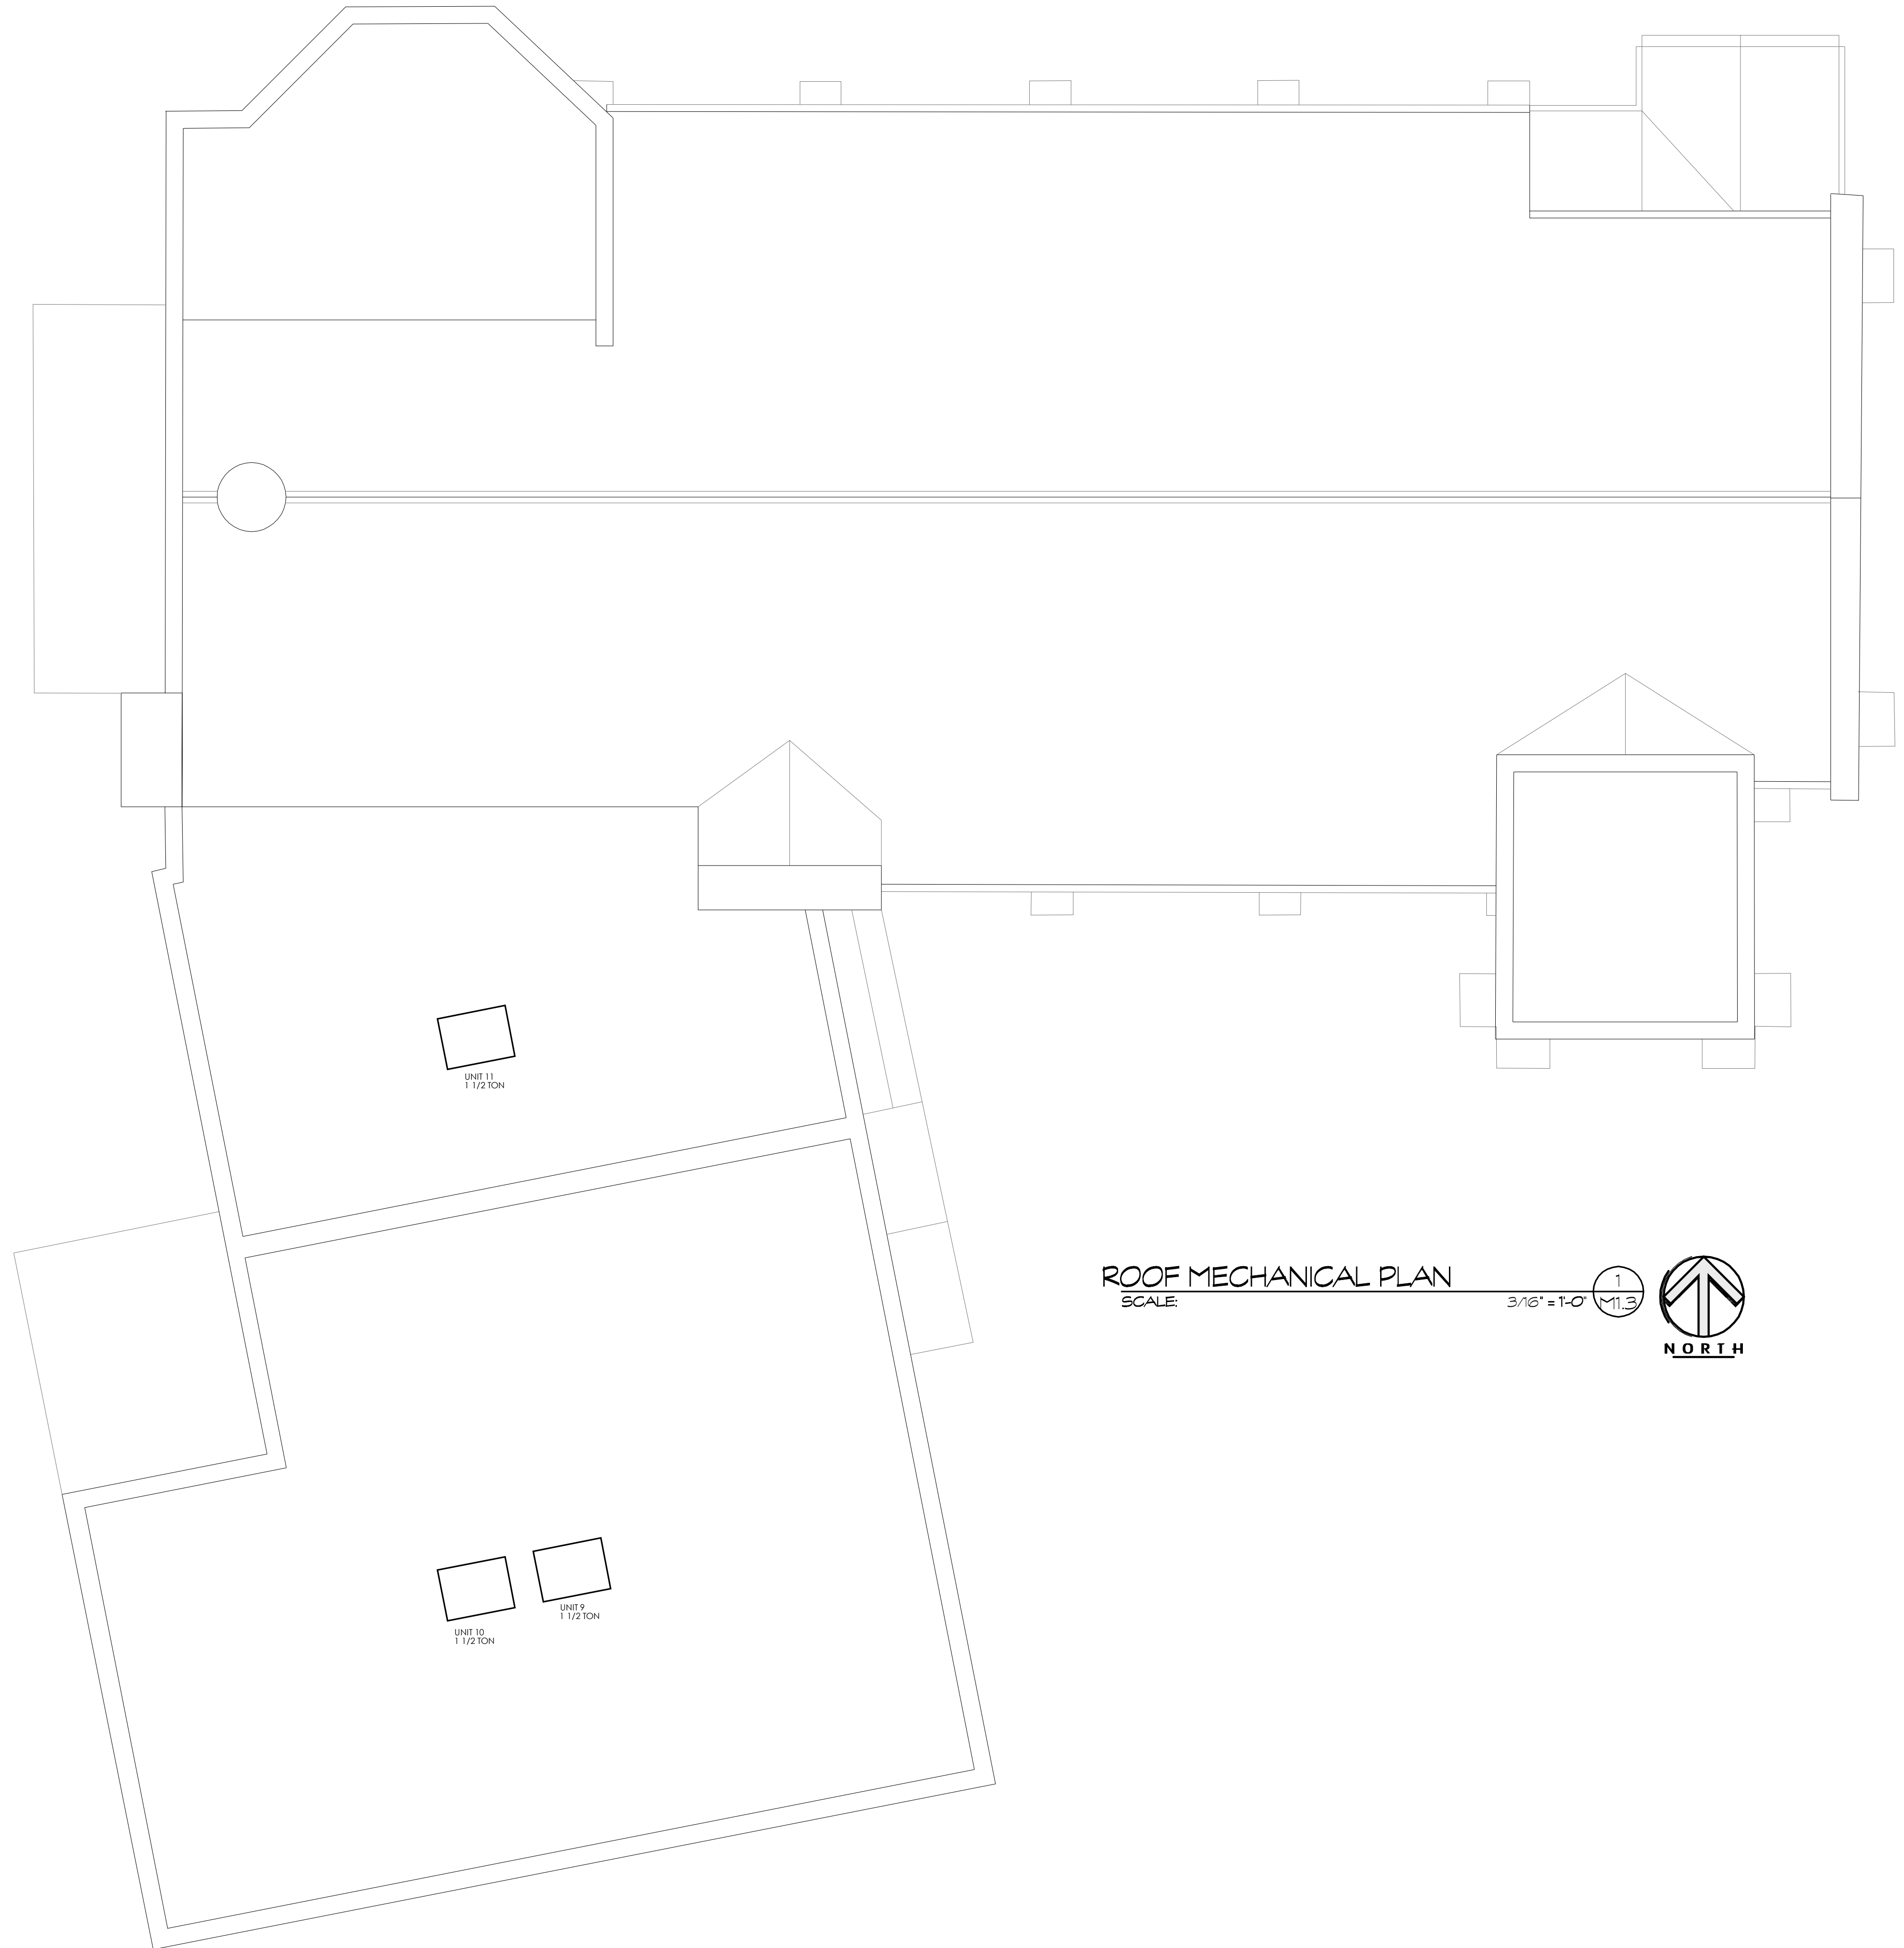 UNIT 11
1 1/2 TON
ROOF MECHANICAL PLAN
SCALE: 3/16" = 1'-0"
1
M1.3
NORTH
UNIT 9
1 1/2 TON
UNIT 10
1 1/2 TON